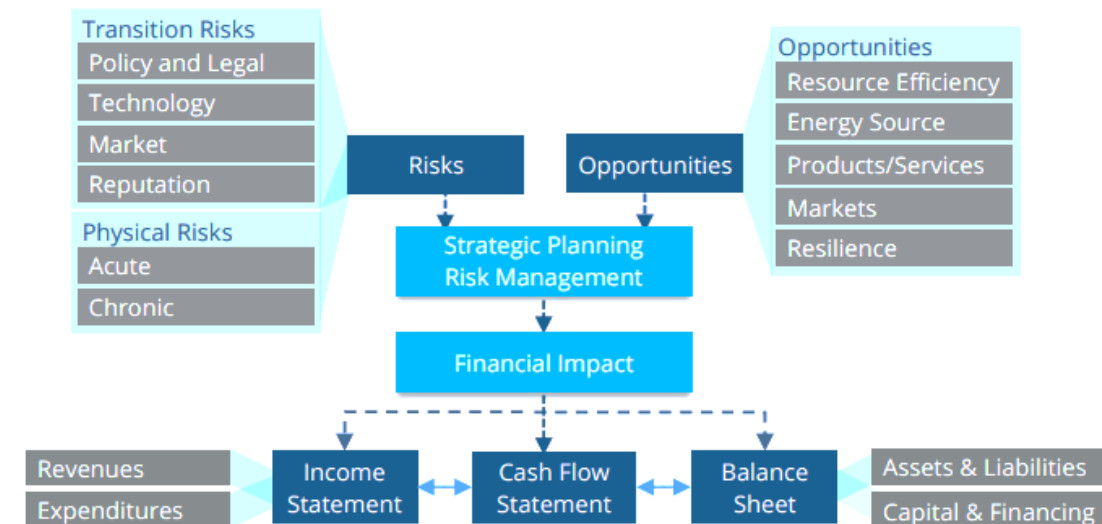 Transition Risks
Policy and Legal
Technology
Market
Reputation
Physical Risks
Acute
Chronic
Risks
Opportunities
Opportunities
Resource Efficiency
Energy Source
Products/Services
Markets
Resilience
Strategic Planning
Risk Management
Financial Impact
Revenues
Expenditures
Income
Statement
Cash Flow
Statement
Balance
Sheet
Assets & Liabilities
Capital & Financing